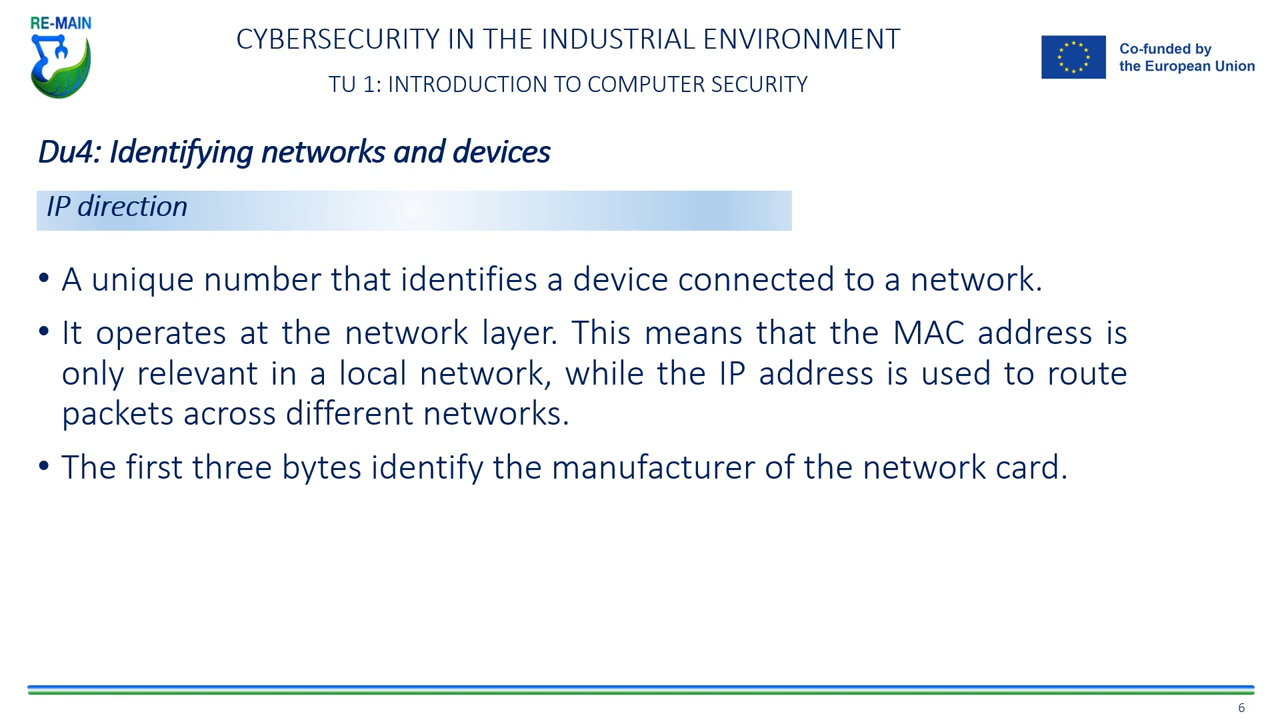 RE-MAIN
CYBERSECURITY IN THE INDUSTRIAL ENVIRONMENT
TU 1: INTRODUCTION TO COMPUTER SECURITY
Co-funded by
the European Union
Du4: Identifying networks and devices
IP direction
• A unique number that identifies a device connected to a network.
• It operates at the network layer. This means that the MAC address is
only relevant in a local network, while the IP address is used to route
packets across different networks.
• The first three bytes identify the manufacturer of the network card.
6